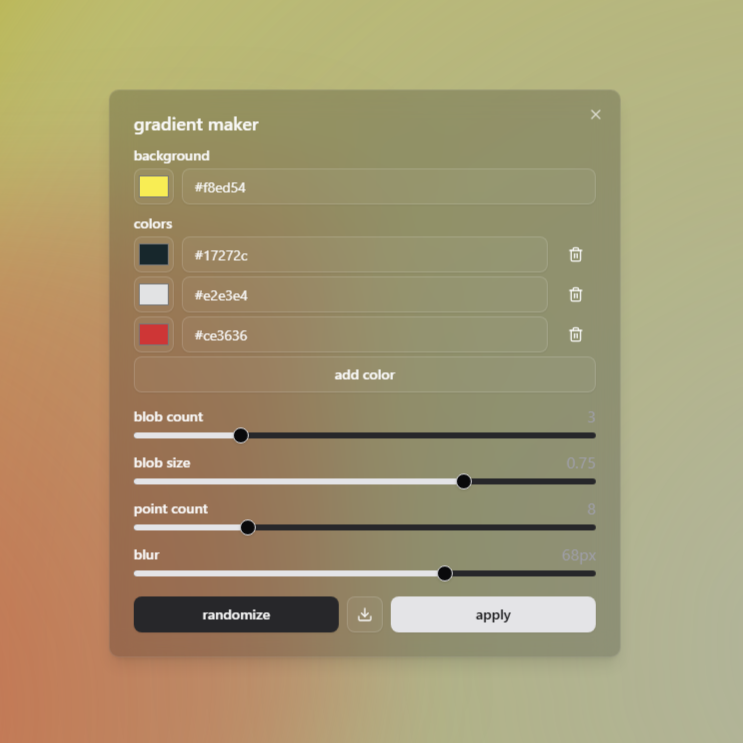 gradient maker
background
#f8ed54
colors
#17272c
#e2e3e4
#ce3636
add color
blob count 3
blob size 0.75
point count 8
blur 68px
randomize apply